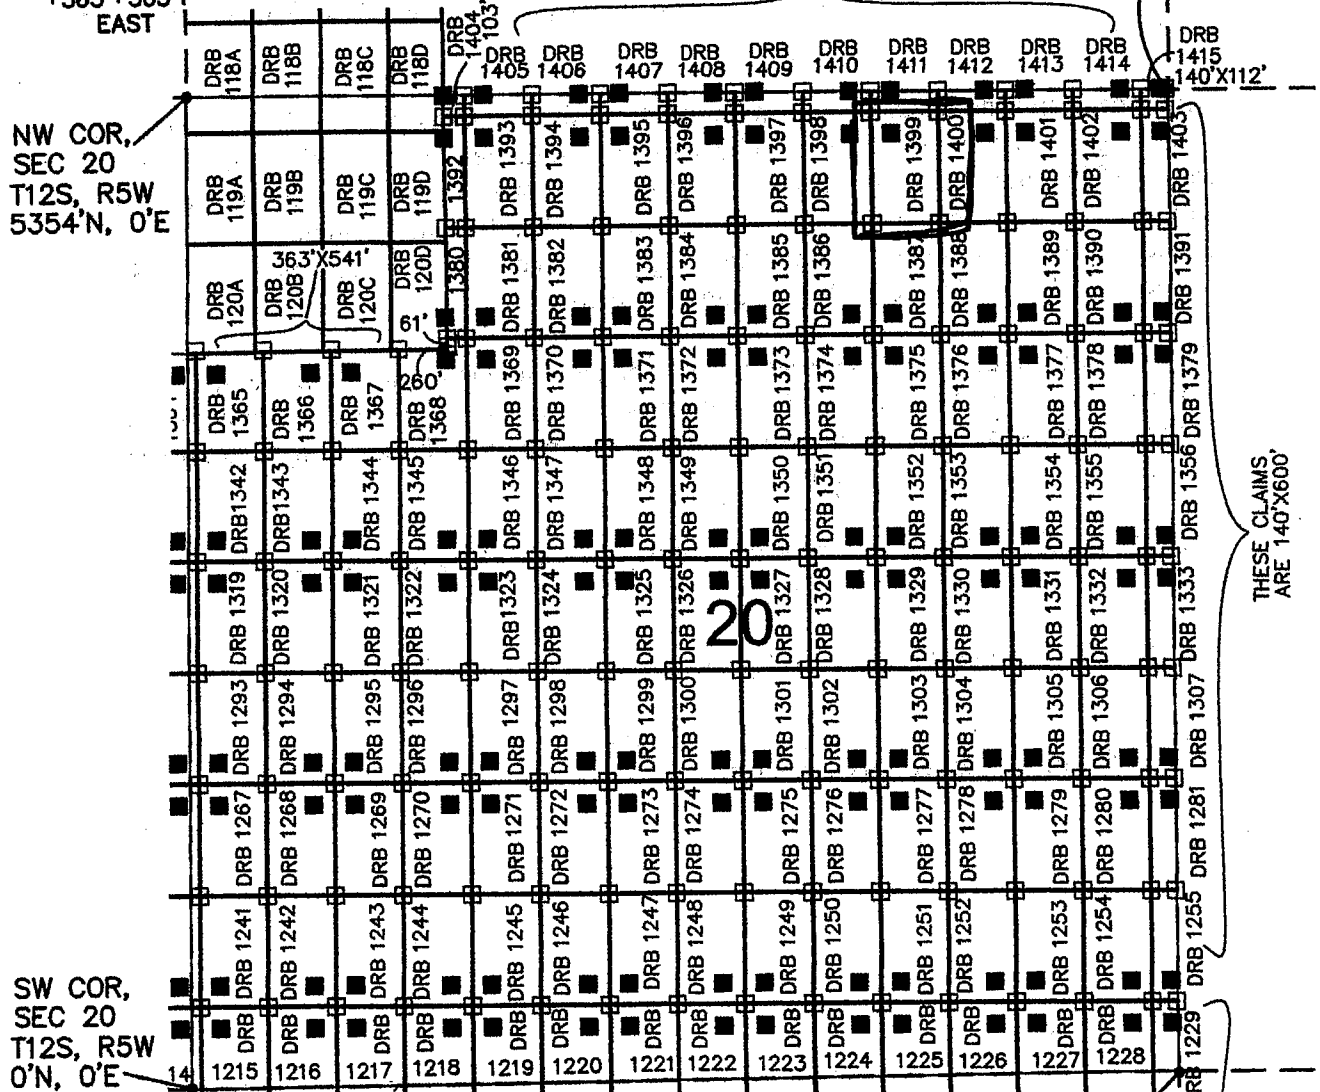 EAST
DRB 118A
DRB 118B
DRB 118C
DRB 118D
DRB 1404
103'
DRB 1405
DRB 1406
DRB 1407
DRB 1408
DRB 1409
DRB 1410
DRB 1411
DRB 1412
DRB 1413
DRB 1414
DRB 1415
140'X112'
NW COR,
SEC 20
T12S, R5W
5354'N, 0'E
DRB 119A
DRB 119B
DRB 119C
DRB 119D
1392
DRB 1393
DRB 1394
DRB 1395
DRB 1396
DRB 1397
DRB 1398
DRB 1399
DRB 1400
DRB 1401
DRB 1402
DRB 1403
363'X541'
DRB 120A
DRB 120B
DRB 120C
DRB 120D
1380
DRB 1381
DRB 1382
DRB 1383
DRB 1384
DRB 1385
DRB 1386
DRB 1387
DRB 1388
DRB 1389
DRB 1390
DRB 1391
61'
260'
DRB 1365
DRB 1366
DRB 1367
DRB 1368
DRB 1369
DRB 1370
DRB 1371
DRB 1372
DRB 1373
DRB 1374
DRB 1375
DRB 1376
DRB 1377
DRB 1378
DRB 1379
DRB1342
DRB1343
DRB 1344
DRB 1345
DRB 1346
DRB 1347
DRB 1348
DRB 1349
DRB 1350
DRB 1351
DRB 1352
DRB 1353
DRB 1354
DRB 1355
DRB 1356
THESE CLAIMS
ARE 140'X600'
DRB 1319
DRB 1320
DRB 1321
DRB 1322
DRB1323
DRB 1324
DRB 1325
DRB 1326
20
DRB 1327
DRB 1328
DRB 1329
DRB 1330
DRB 1331
DRB 1332
DRB 1333
DRB 1293
DRB 1294
DRB 1295
DRB 1296
DRB 1297
DRB 1298
DRB 1299
DRB 1300
DRB 1301
DRB 1302
DRB 1303
DRB 1304
DRB 1305
DRB 1306
DRB 1307
DRB 1267
DRB 1268
DRB 1269
DRB 1270
DRB 1271
DRB 1272
DRB 1273
DRB 1274
DRB 1275
DRB 1276
DRB 1277
DRB 1278
DRB 1279
DRB 1280
DRB 1281
DRB 1241
DRB 1242
DRB 1243
DRB 1244
DRB 1245
DRB 1246
DRB 1247
DRB 1248
DRB 1249
DRB 1250
DRB 1251
DRB 1252
DRB 1253
DRB 1254
DRB 1255
SW COR,
SEC 20
T12S, R5W
0'N, 0'E
14
DRB 1215
DRB 1216
DRB 1217
DRB 1218
DRB 1219
DRB 1220
DRB 1221
DRB 1222
DRB 1223
DRB 1224
DRB 1225
DRB 1226
DRB 1227
DRB 1228
RB 1229